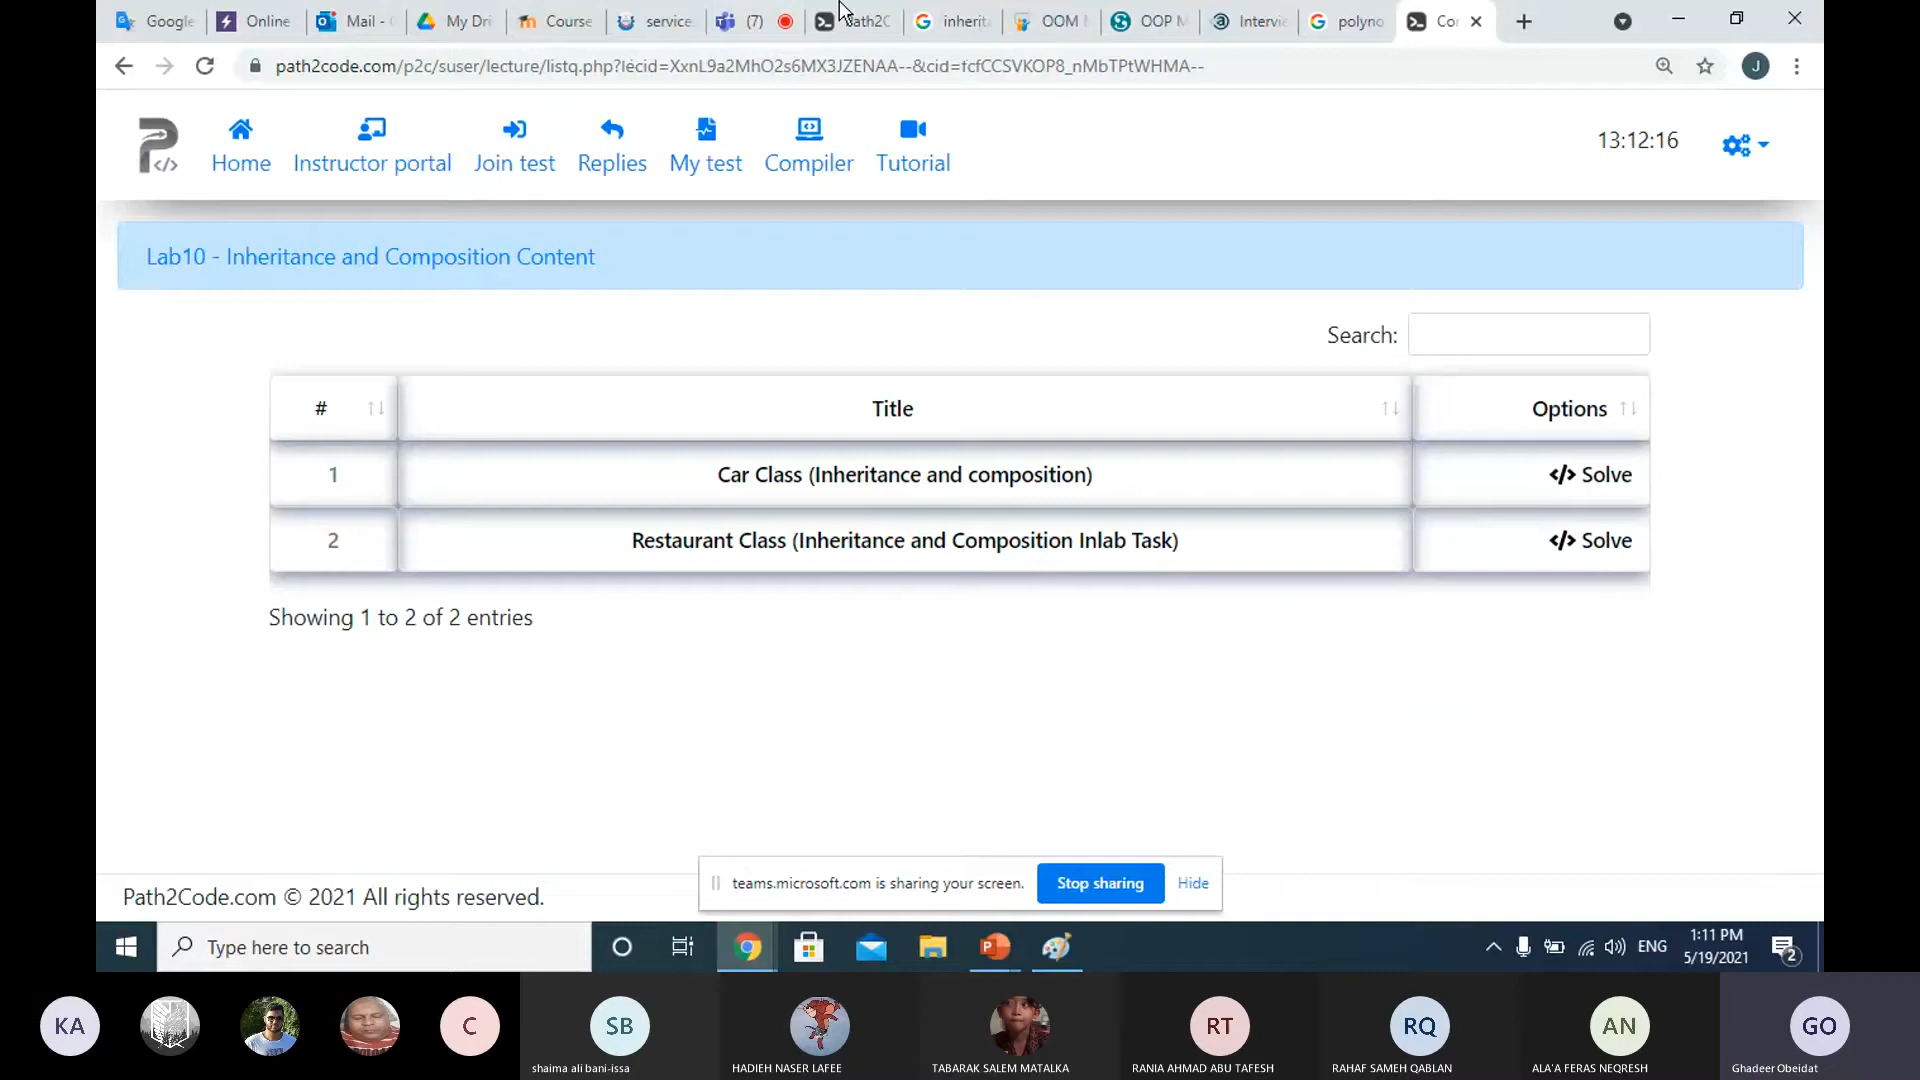 Google
Online
Mail -
My Dri
Course
service
(7)
Path2C
inherita
OOM
OOP M
Intervie
polyno
Cor
path2code.com/p2c/suser/lecture/listq.php?lecid=XxnL9a2MhO2s6MX3JZENAA--&cid=fcfCCSVKOP8_nMbTPtWHMA--
J
Home
Instructor portal
Join test
Replies
My test
Compiler
Tutorial
13:12:16
Lab10 - Inheritance and Composition Content
Search:
# Title Options
1 Car Class (Inheritance and composition) </> Solve
2 Restaurant Class (Inheritance and Composition Inlab Task) </> Solve
Showing 1 to 2 of 2 entries
teams.microsoft.com is sharing your screen. Stop sharing Hide
Path2Code.com © 2021 All rights reserved.
Type here to search
ENG
1:11 PM
5/19/2021
2
KA
C
SB
RT
RQ
AN
GO
shaima ali bani-issa
HADIEH NASER LAFEE
TABARAK SALEM MATALKA
RANIA AHMAD ABU TAFESH
RAHAF SAMEH QABLAN
ALA'A FERAS NEQRESH
Ghadeer Obeidat